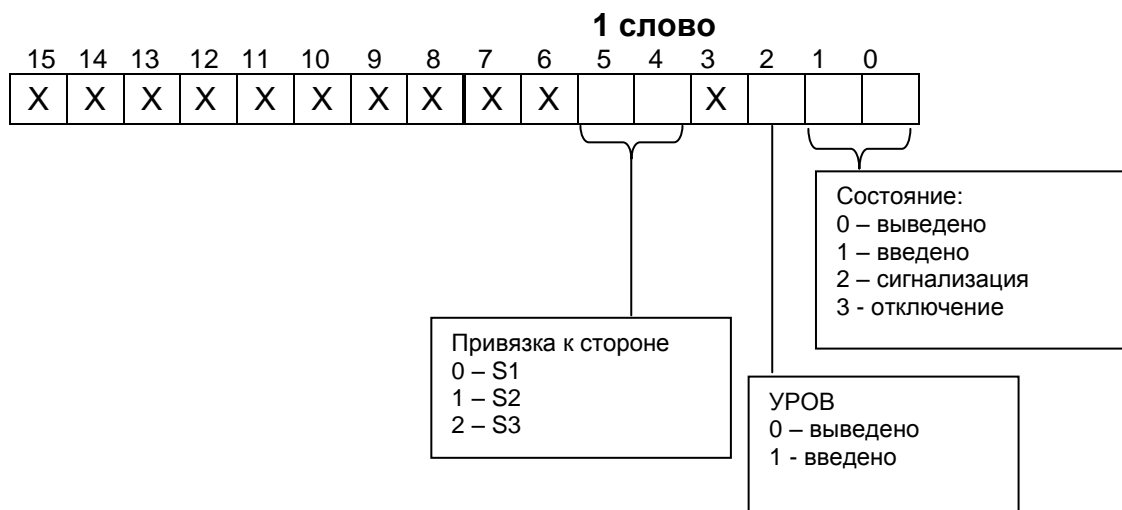 1 слово
15 14 13 12 11 10 9 8 7 6 5 4 3 2 1 0
X X X X X X X X X X X
Состояние:
0 – выведено
1 – введено
2 – сигнализация
3 - отключение
Привязка к стороне
0 – S1
1 – S2
2 – S3
УРОВ
0 – выведено
1 - введено